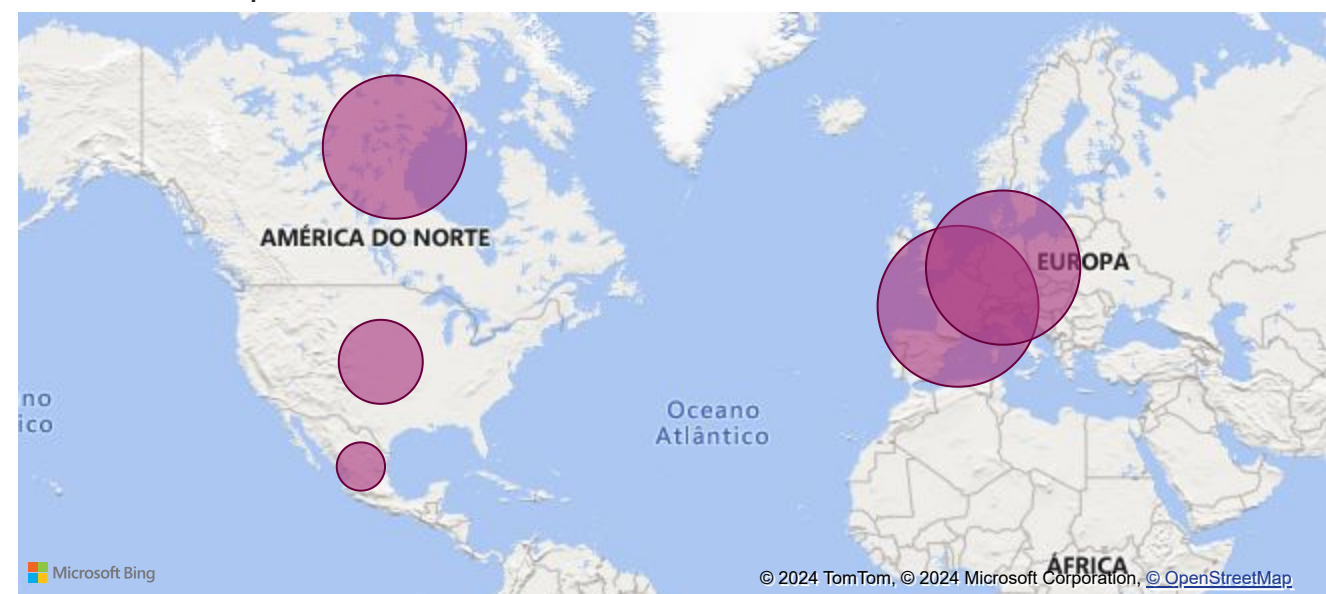 AMÉRICA DO NORTE
EUROPA
no
ico
Oceano
Atlântico
ÁFRICA
Microsoft Bing
© 2024 TomTom, © 2024 Microsoft Corporation, © OpenStreetMap